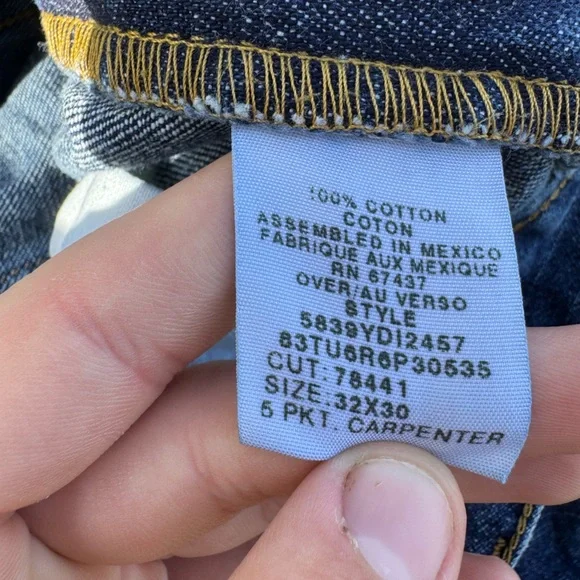 100% COTTON
COTON
ASSEMBLED IN MEXICO
FABRIQUE AUX MEXIQUE
RN 67437
OVER/AU VERSO
STYLE
5839YDI2457
83TU6R6P30535
CUT: 78441
SIZE: 32X30
5 PKT. CARPENTER